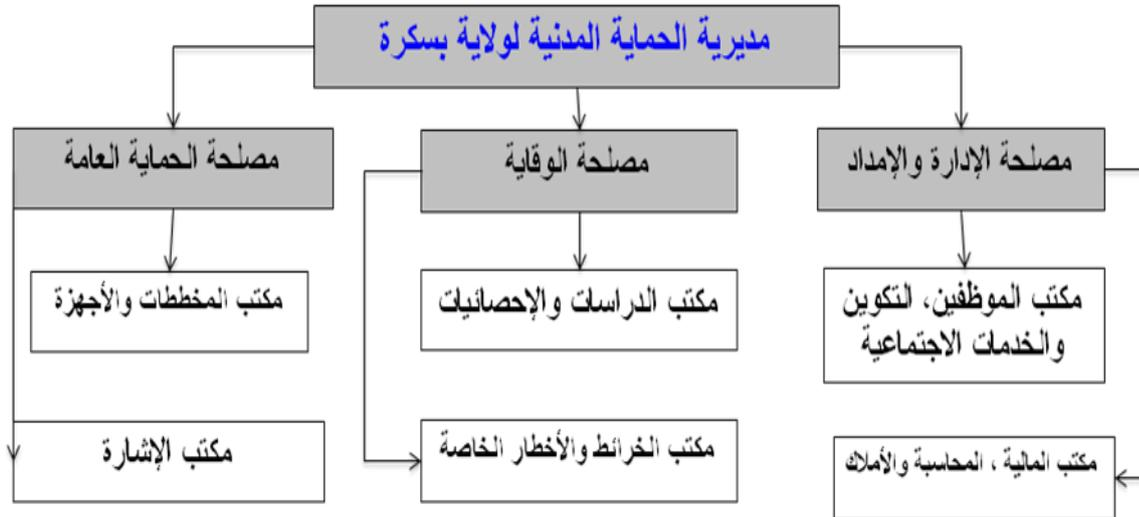 مديرية الحماية المدنية لولاية بسكرة
مصلحة الإدارة والإمداد
مصلحة الوقاية
مصلحة الحماية العامة
مكتب الموظفين، التكوين
والخدمات الاجتماعية
مكتب الدراسات والإحصائيات
مكتب المخططات والأجهزة
مكتب المالية ، المحاسبة والأملاك
مكتب الخرائط والأخطار الخاصة
مكتب الإشارة